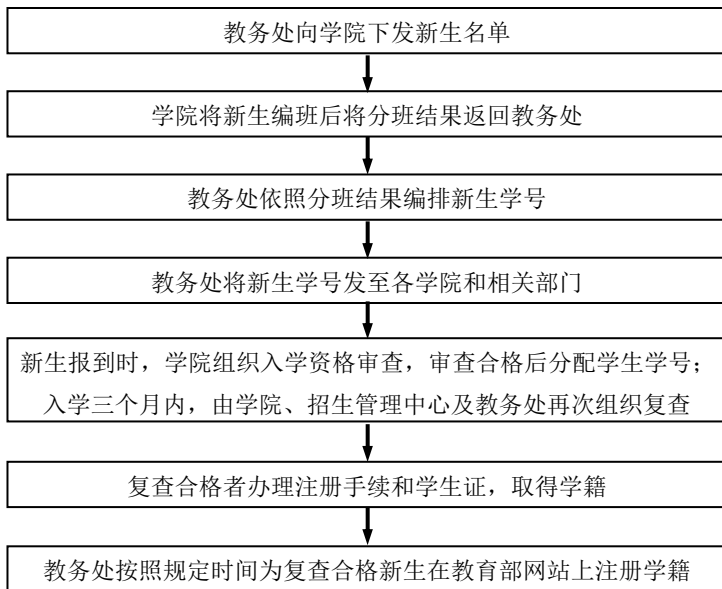 教务处向学院下发新生名单
学院将新生编班后将分班结果返回教务处
教务处依照分班结果编排新生学号
教务处将新生学号发至各学院和相关部门
新生报到时，学院组织入学资格审查，审查合格后分配学生学号；
入学三个月内，由学院、招生管理中心及教务处再次组织复查
复查合格者办理注册手续和学生证，取得学籍
教务处按照规定时间为复查合格新生在教育部网站上注册学籍